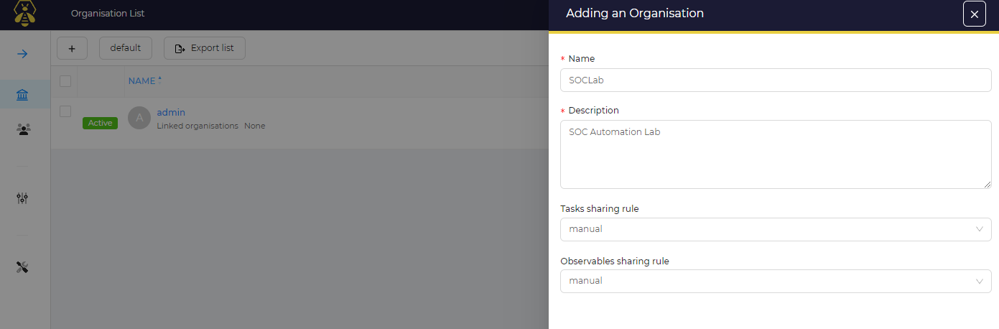 Organisation List
Adding an Organisation
default
Export list
NAME
Active
A
admin
Linked organisations None
* Name
SOCLab
* Description
SOC Automation Lab
Tasks sharing rule
manual
Observables sharing rule
manual